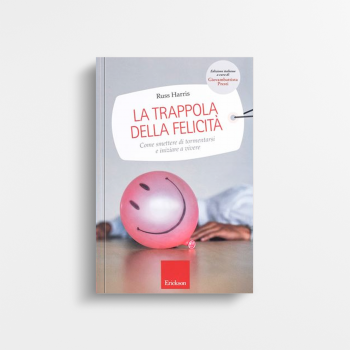 Edizione italiana
a cura di
Giovambattista
Presti
Russ Harris
LA TRAPPOLA
DELLA FELICITÀ
Come smettere di tormentarsi
e iniziare a vivere
Erickson